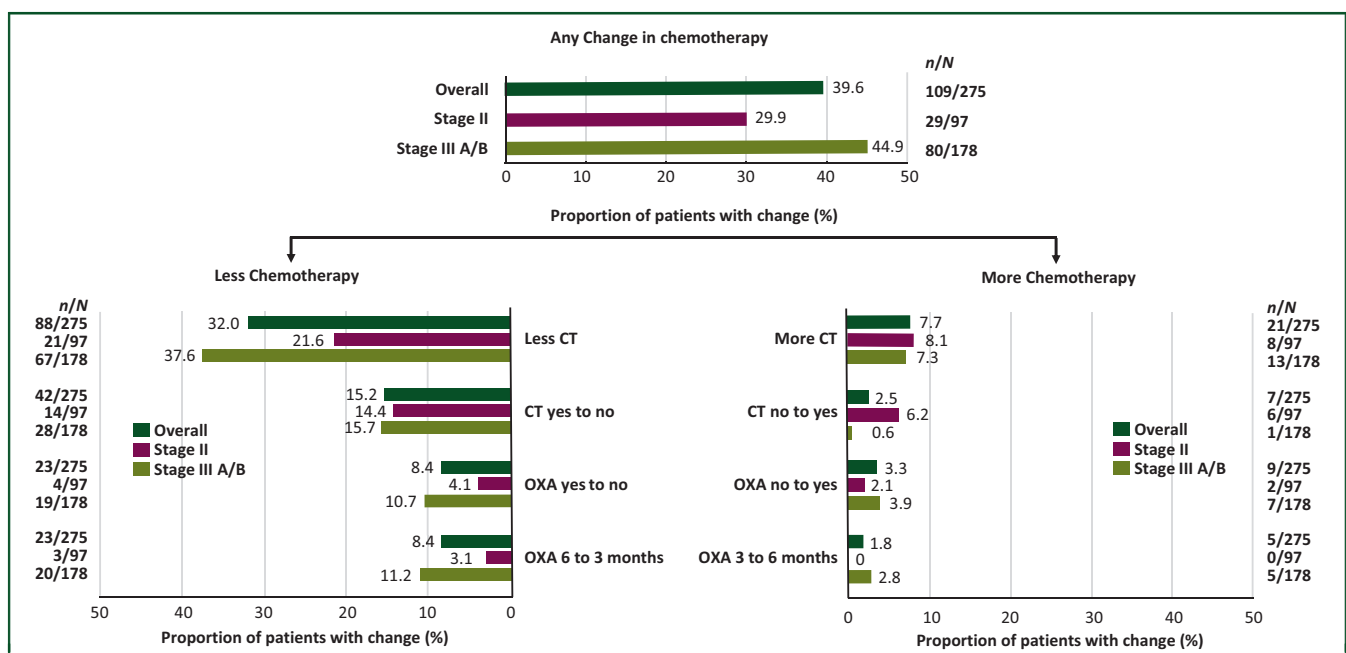 Any Change in chemotherapy
n/N
Overall 39.6 109/275
Stage II 29.9 29/97
Stage III A/B 44.9 80/178
0 10 20 30 40 50
Proportion of patients with change (%)
Less Chemotherapy
n/N
88/275 32.0
21/97 21.6 Less CT
67/178 37.6
42/275 15.2
14/97 14.4 CT yes to no
28/178 15.7
Overall
Stage II
Stage III A/B
23/275 8.4
4/97 4.1 OXA yes to no
19/178 10.7
23/275 8.4
3/97 3.1 OXA 6 to 3 months
20/178 11.2
50 40 30 20 10 0
Proportion of patients with change (%)
More Chemotherapy
n/N
7.7 21/275
More CT 8.1 8/97
7.3 13/178
2.5 7/275
CT no to yes 6.2 6/97
0.6 1/178
Overall
Stage II
Stage III A/B
3.3 9/275
OXA no to yes 2.1 2/97
3.9 7/178
1.8 5/275
OXA 3 to 6 months 0 0/97
2.8 5/178
0 10 20 30 40 50
Proportion of patients with change (%)